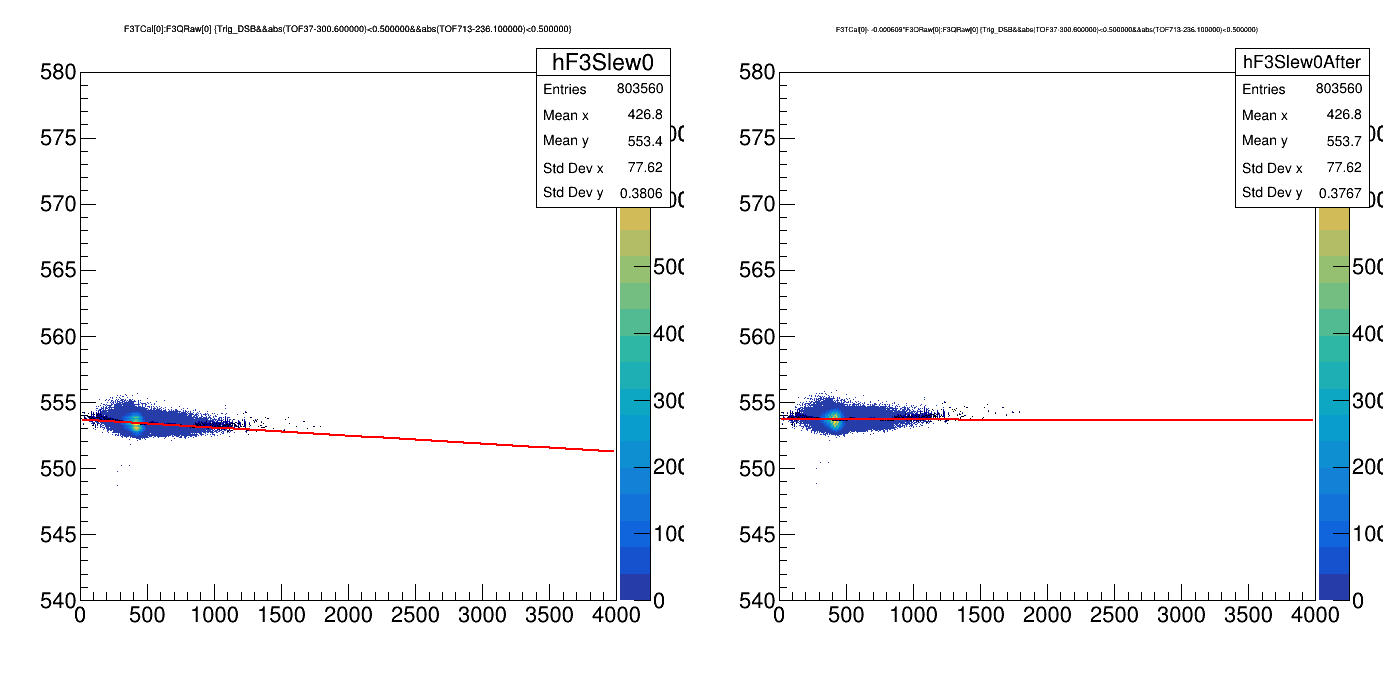 F3TCal[0]:F3QRaw[0] {Trig_DSB&&abs(TOF37-300.600000)<0.500000&&abs(TOF713-236.100000)<0.500000}
hF3Slew0
Entries 803560
Mean x 426.8
Mean y 553.4
Std Dev x 77.62
Std Dev y 0.3806
580
575
570
565
560
555
550
545
540
0 500 1000 1500 2000 2500 3000 3500 4000
500
400
300
200
100
0
F3TCal[0]- -0.000609*F3QRaw[0]:F3QRaw[0] {Trig_DSB&&abs(TOF37-300.600000)<0.500000&&abs(TOF713-236.100000)<0.500000}
hF3Slew0After
Entries 803560
Mean x 426.8
Mean y 553.7
Std Dev x 77.62
Std Dev y 0.3767
580
575
570
565
560
555
550
545
540
0 500 1000 1500 2000 2500 3000 3500 4000
500
400
300
200
100
0